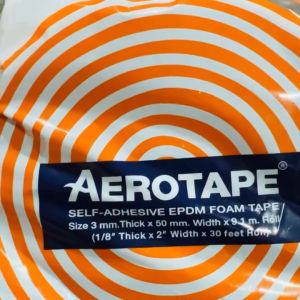 AEROTAPE®
SELF-ADHESIVE EPDM FOAM TAPE
Size 3 mm.Thick x 50 mm. Width x 9.1 m. Roll
(1/8" Thick x 2" Width x 30 feet Roll)